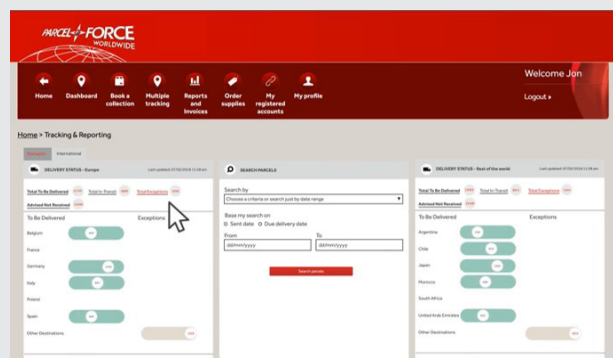 PARCEL FORCE
WORLDWIDE
Welcome Jon
Logout »
Home
Dashboard
Book a
collection
Multiple
tracking
Reports
and
Invoices
Order
supplies
My
registered
accounts
My profile
Home > Tracking & Reporting
International
DELIVERY STATUS - Europe
Total To Be Delivered
Total In Transit
Total Exceptions
Advised Not Received
To Be Delivered
Exceptions
Belgium
France
Germany
Italy
Poland
Spain
Other Destinations
SEARCH PARCELS
Search by
Choose a criteria or search just by date range
Base my search on
Sent date
Due delivery date
From
To
dd/mm/yyyy
dd/mm/yyyy
Search parcels
DELIVERY STATUS - Rest of the world
Total To Be Delivered
Total In Transit
Total Exceptions
Advised Not Received
To Be Delivered
Exceptions
Argentina
Chile
Japan
Morocco
South Africa
United Arab Emirates
Other Destinations